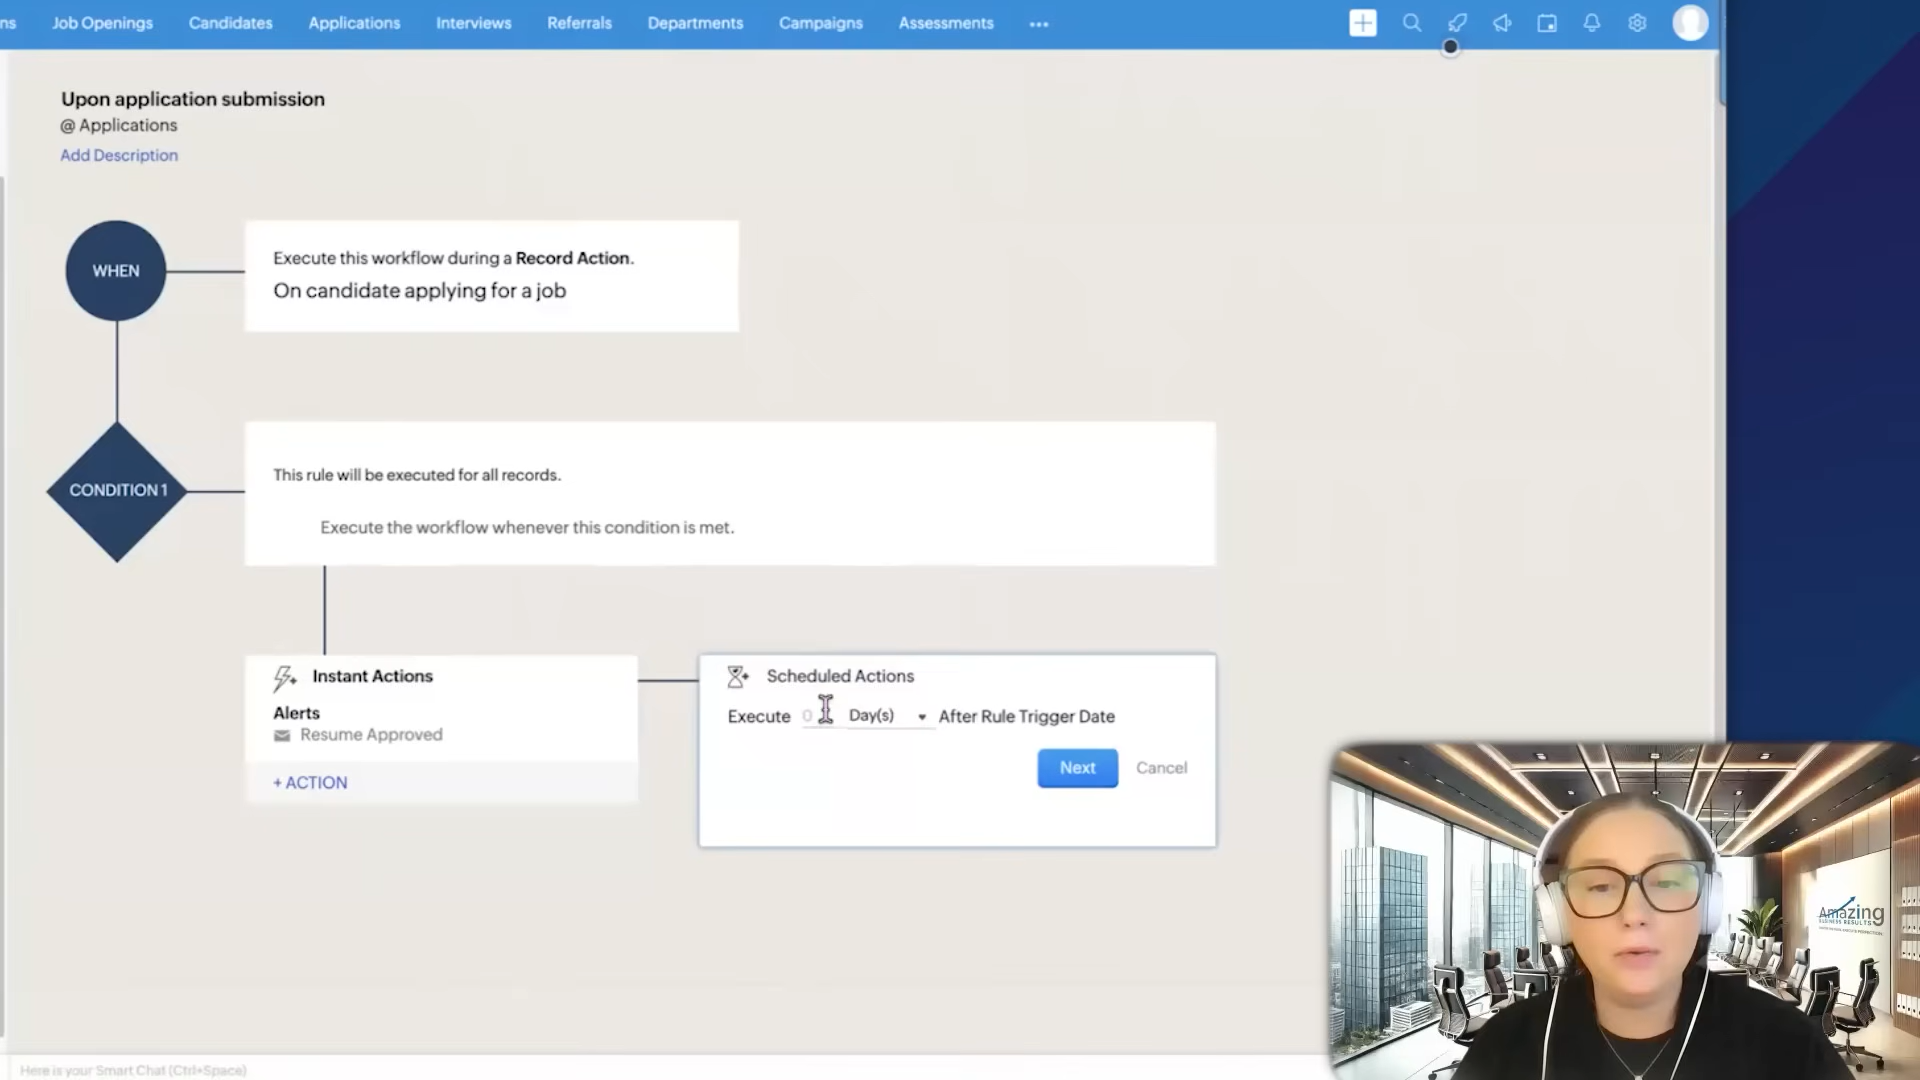 ns Job Openings Candidates Applications Interviews Referrals Departments Campaigns Assessments ...
Upon application submission
@ Applications
Add Description
WHEN
Execute this workflow during a Record Action.
On candidate applying for a job
CONDITION 1
This rule will be executed for all records.
Execute the workflow whenever this condition is met.
Instant Actions
Alerts
Resume Approved
+ ACTION
Scheduled Actions
Execute 0 Day(s) After Rule Trigger Date
Next Cancel
Amazing
BUSINESS RESULTS
Here is your Smart Chat (Ctrl+Space)